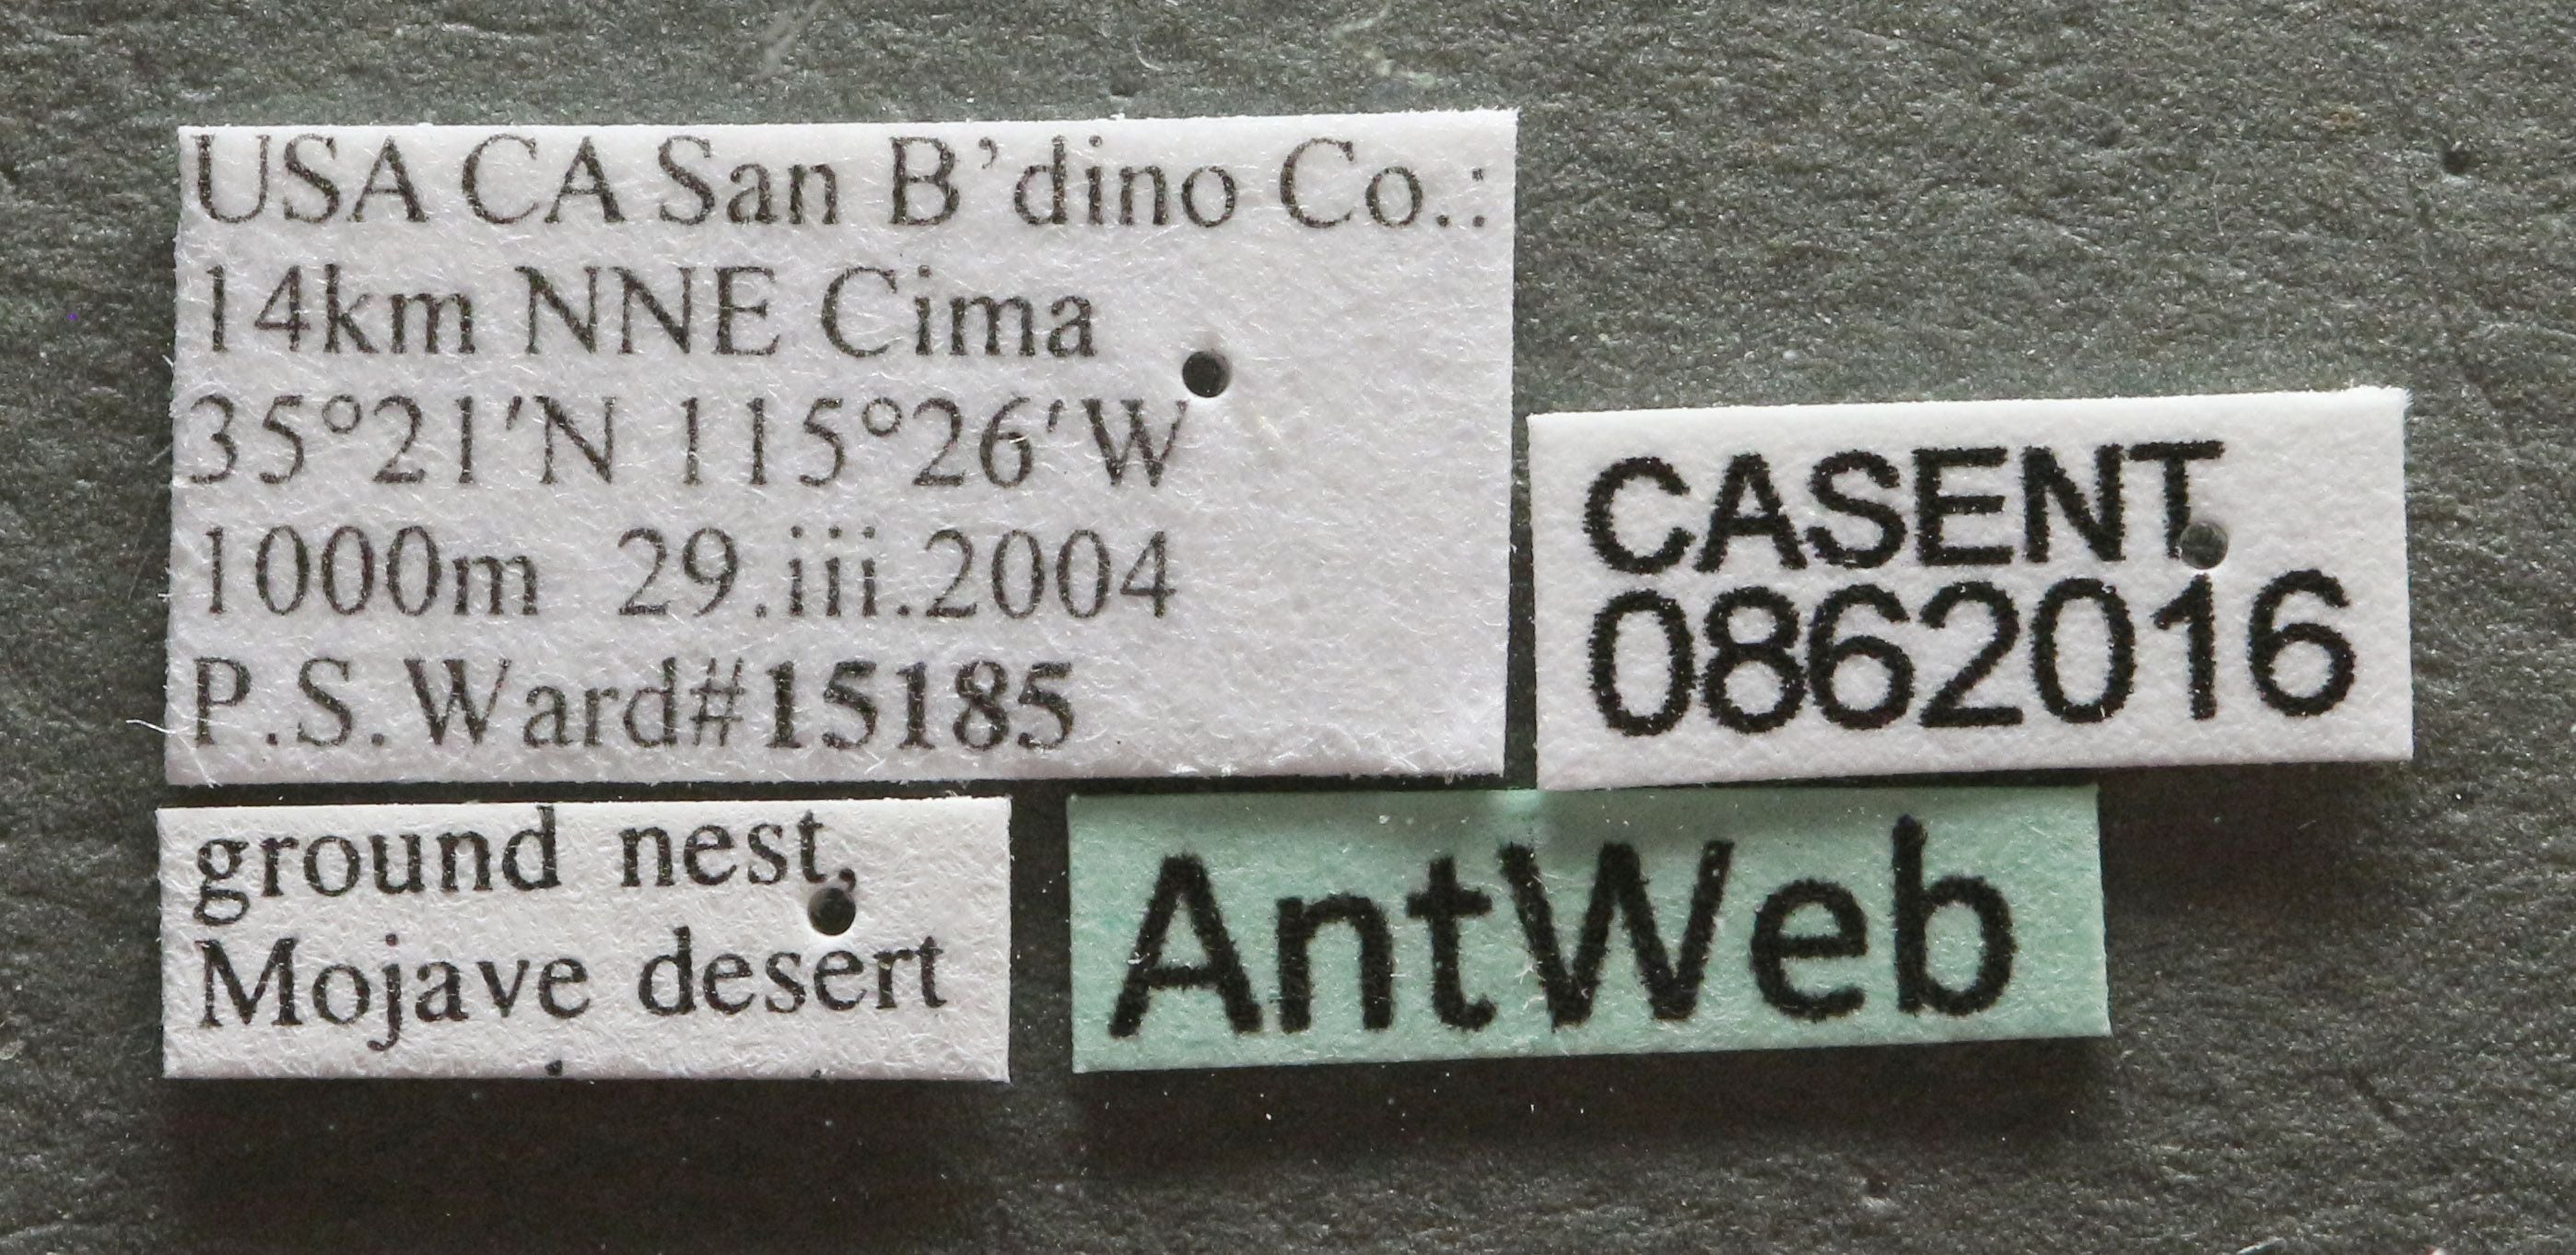 USA CA San B’dino Co.:
14km NNE Cima
35°21′N 115°26′W
1000m 29.iii.2004
P.S.Ward#15185
CASENT
0862016
ground nest,
Mojave desert
AntWeb